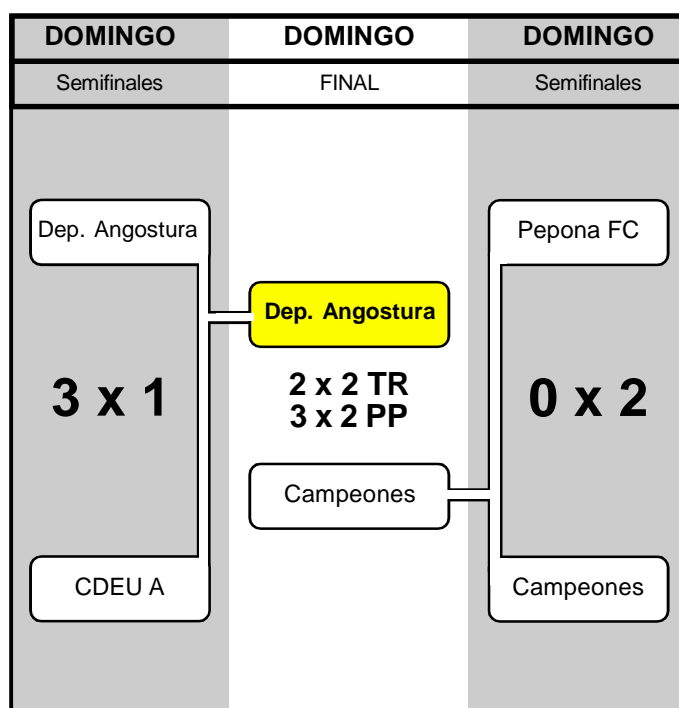 DOMINGO DOMINGO DOMINGO
Semifinales FINAL Semifinales
Dep. Angostura Pepona FC
Dep. Angostura
3 x 1 2 x 2 TR 0 x 2
3 x 2 PP
Campeones
CDEU A Campeones